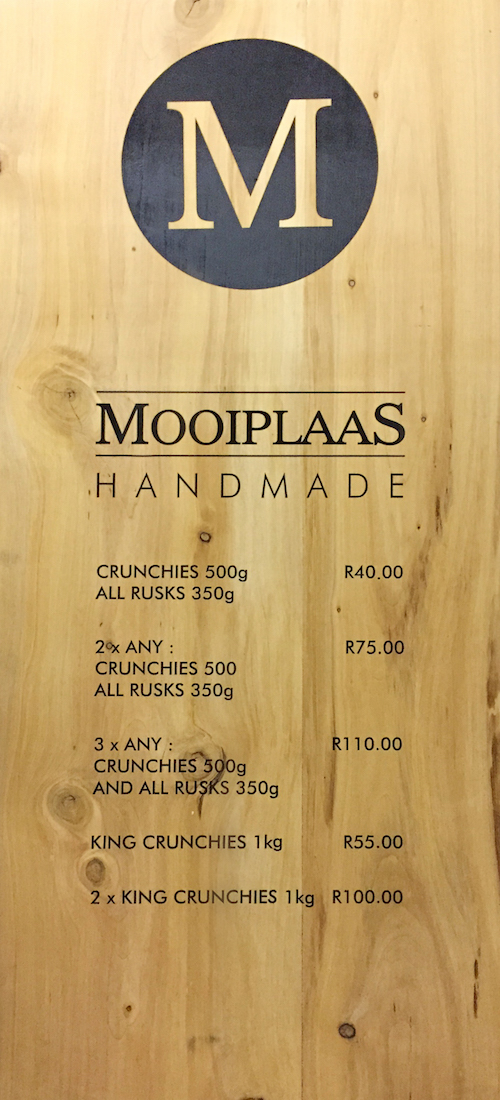 M
MOOIPLAAS
HANDMADE
CRUNCHIES 500g R40.00
ALL RUSKS 350g
2 x ANY : R75.00
CRUNCHIES 500
ALL RUSKS 350g
3 x ANY : R110.00
CRUNCHIES 500g
AND ALL RUSKS 350g
KING CRUNCHIES 1kg R55.00
2 x KING CRUNCHIES 1kg R100.00